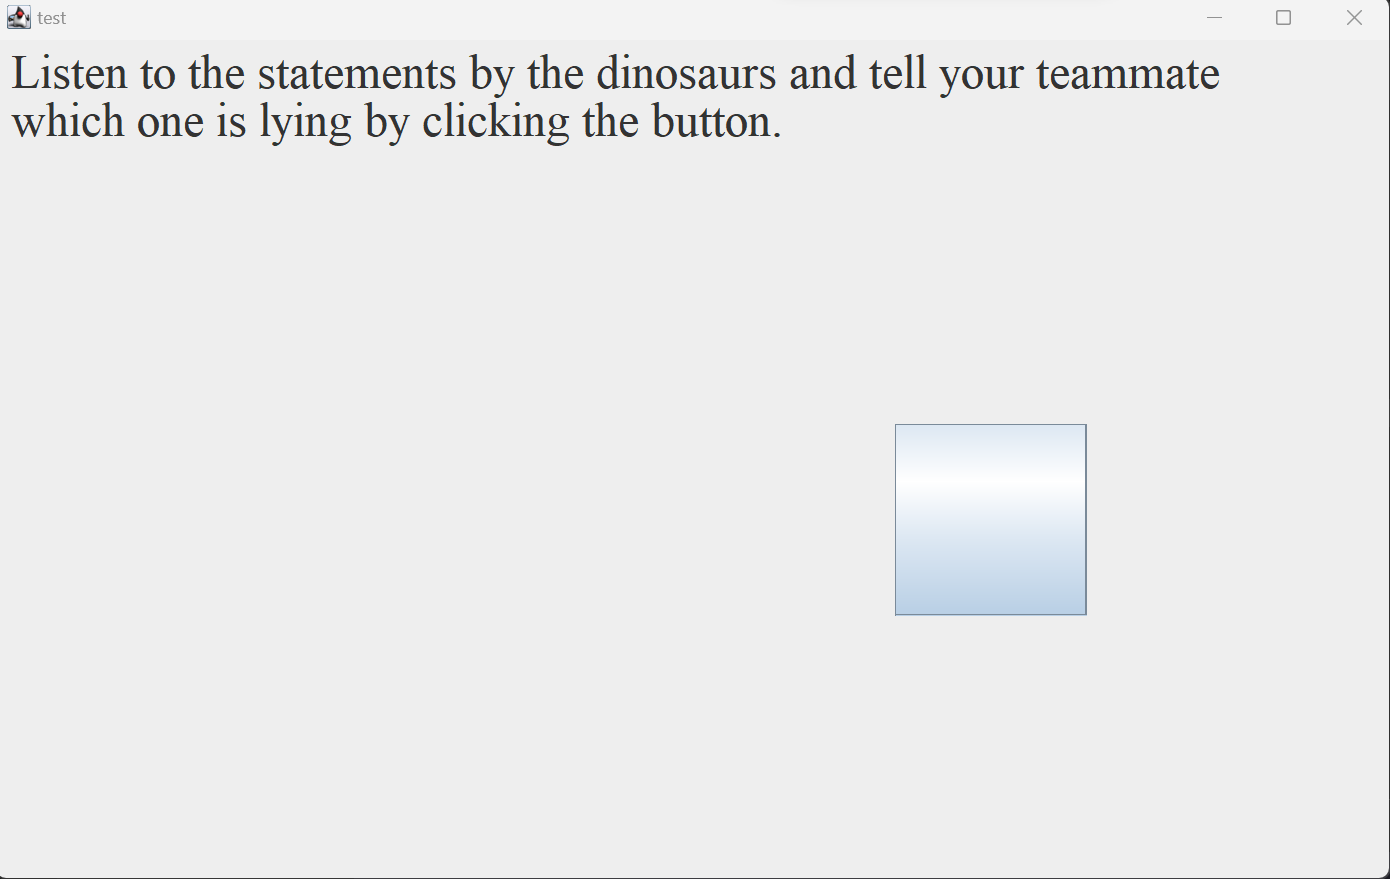 test
Listen to the statements by the dinosaurs and tell your teammate
which one is lying by clicking the button.